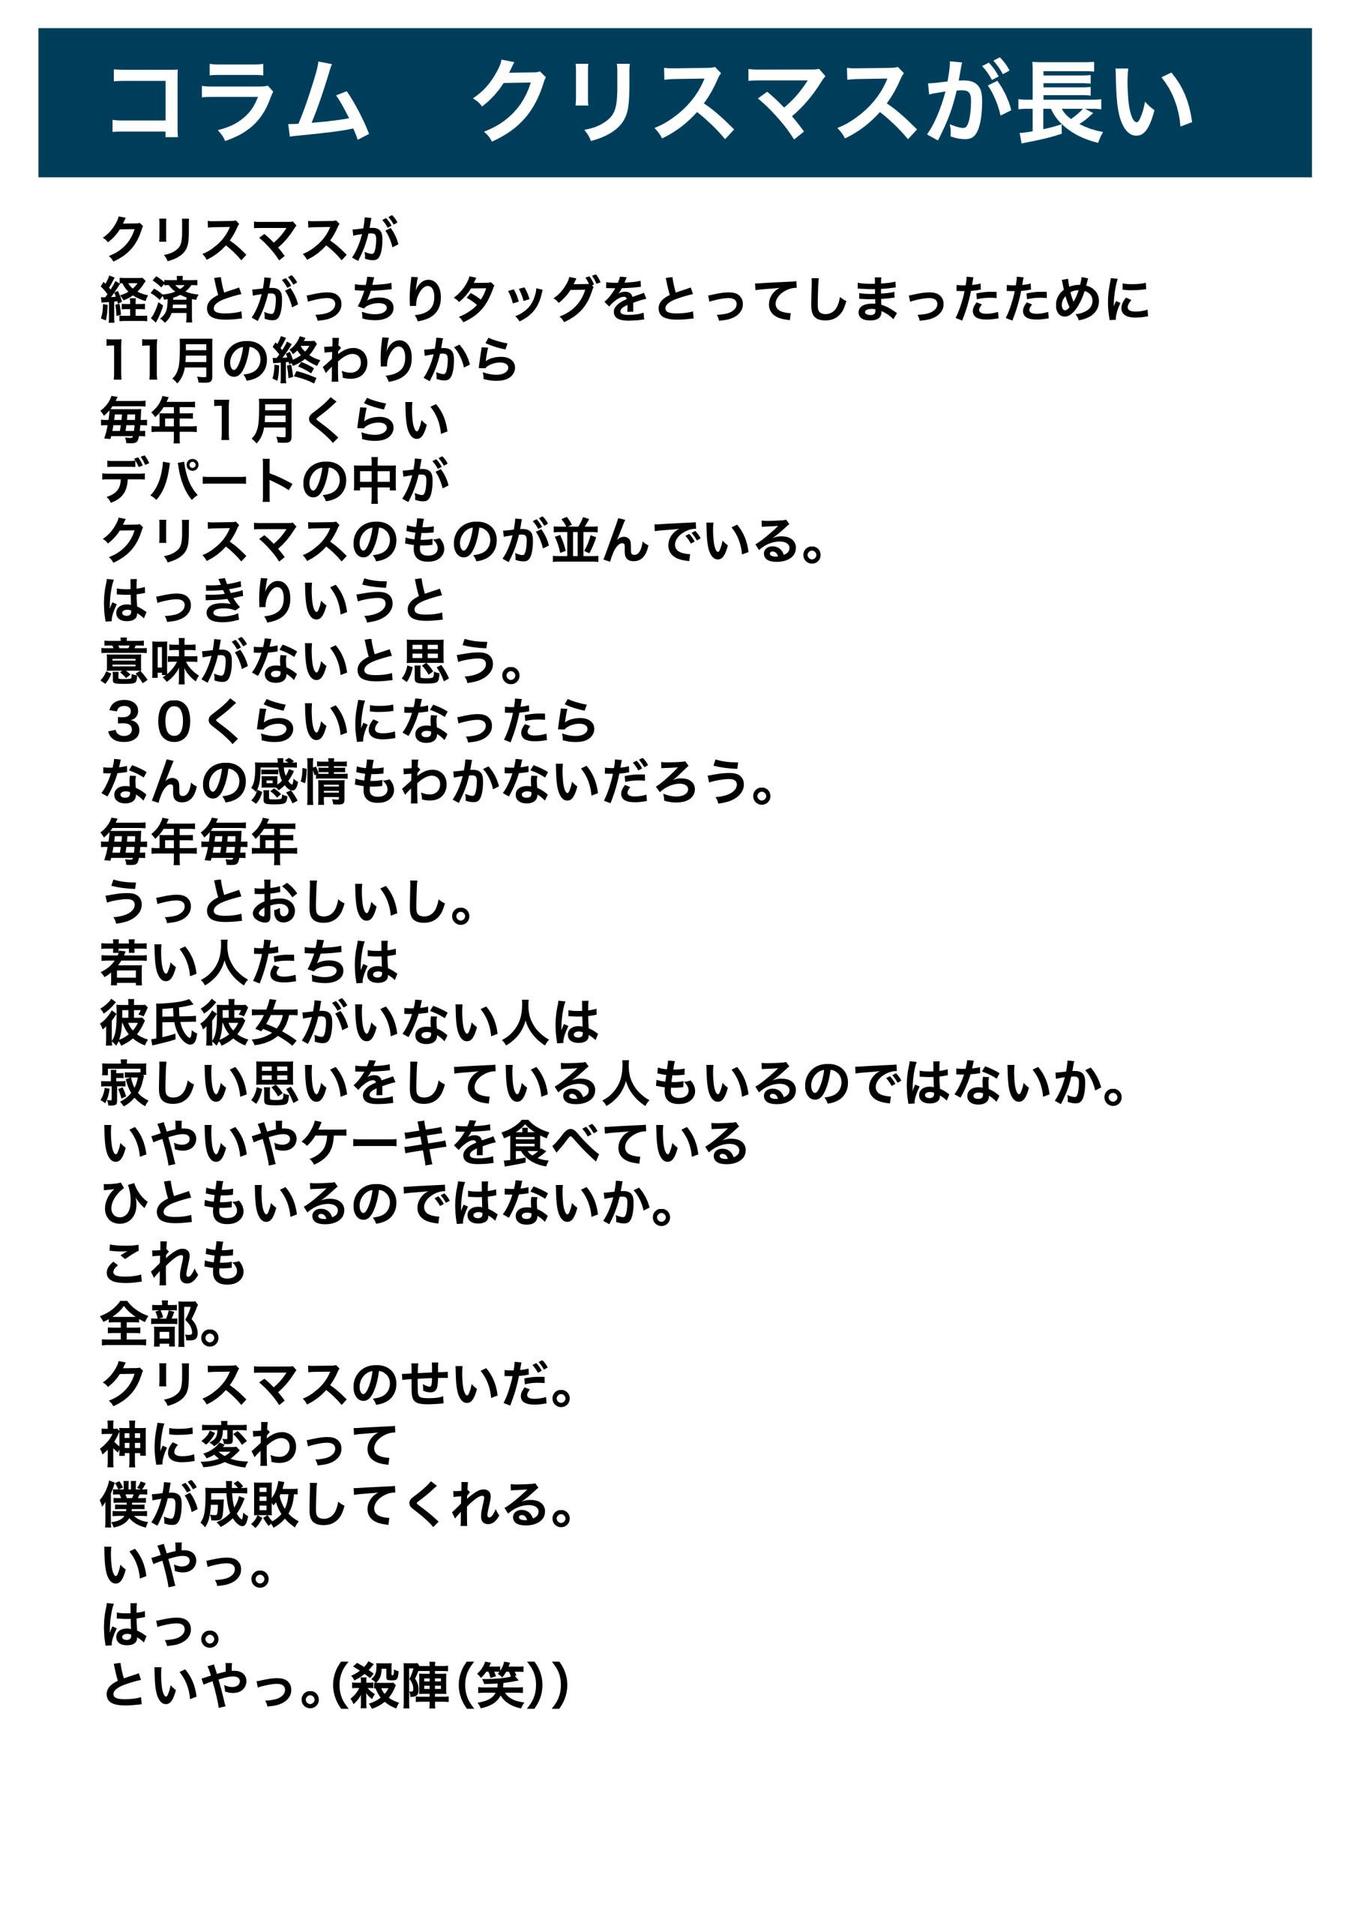 コラム　クリスマスが長い
クリスマスが
経済とがっちりタッグをとってしまったために
11月の終わりから
毎年１月くらい
デパートの中が
クリスマスのものが並んでいる。
はっきりいうと
意味がないと思う。
３０くらいになったら
なんの感情もわかないだろう。
毎年毎年
うっとおしいし。
若い人たちは
彼氏彼女がいない人は
寂しい思いをしている人もいるのではないか。
いやいやケーキを食べている
ひともいるのではないか。
これも
全部。
クリスマスのせいだ。
神に変わって
僕が成敗してくれる。
いやっ。
はっ。
といやっ。（殺陣（笑））